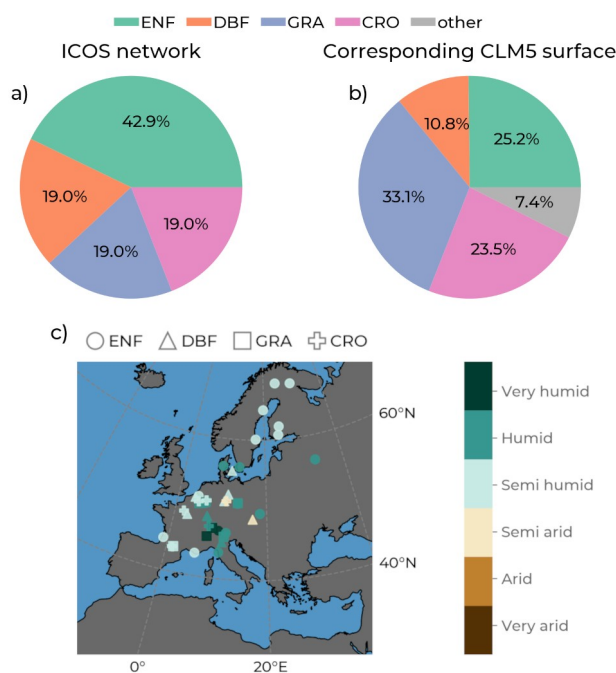 ENF DBF GRA CRO other
ICOS network Corresponding CLM5 surface
a) b)
42.9%
19.0%
19.0%
19.0%
10.8%
25.2%
33.1%
7.4%
23.5%
c) ENF DBF GRA CRO
Very humid
60°N
Humid
Semi humid
Semi arid
40°N
Arid
Very arid
0° 20°E